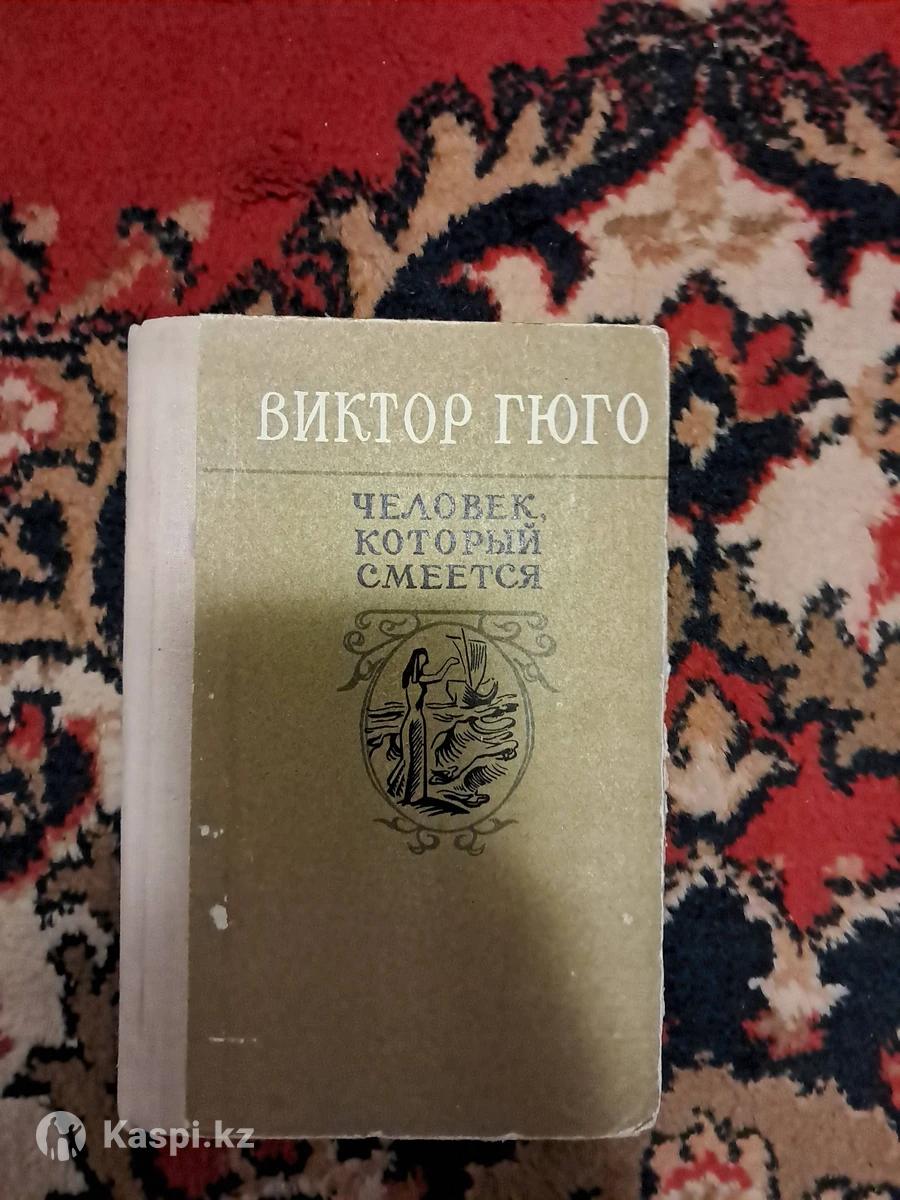 ВИКТОР ГЮГО
ЧЕЛОВЕК,
КОТОРЫЙ
СМЕЕТСЯ
Kaspi.kz